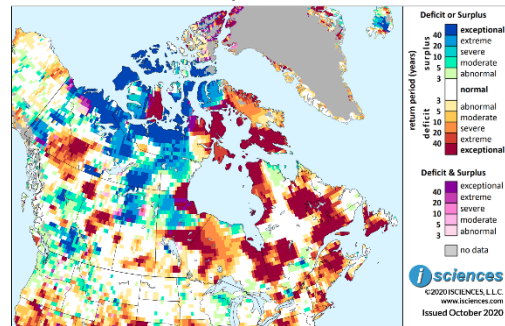 Deficit or Surplus
return period (years)
surplus
40 exceptional
20 extreme
10 severe
5 moderate
3 abnormal
normal
deficit
3 abnormal
5 moderate
10 severe
20 extreme
40 exceptional
Deficit & Surplus
40 exceptional
20 extreme
10 severe
5 moderate
3 abnormal
no data
i sciences
©2020 ISCIENCES, L.L.C.
www.isciences.com
Issued October 2020